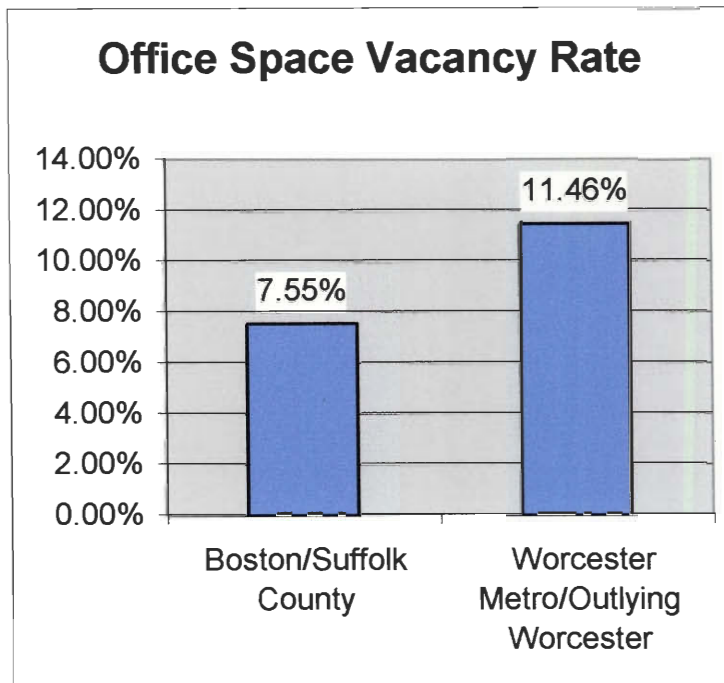 Office Space Vacancy Rate
14.00%
12.00%
10.00%
8.00%
6.00%
4.00%
2.00%
0.00%
7.55%
11.46%
Boston/Suffolk
County
Worcester
Metro/Outlying
Worcester